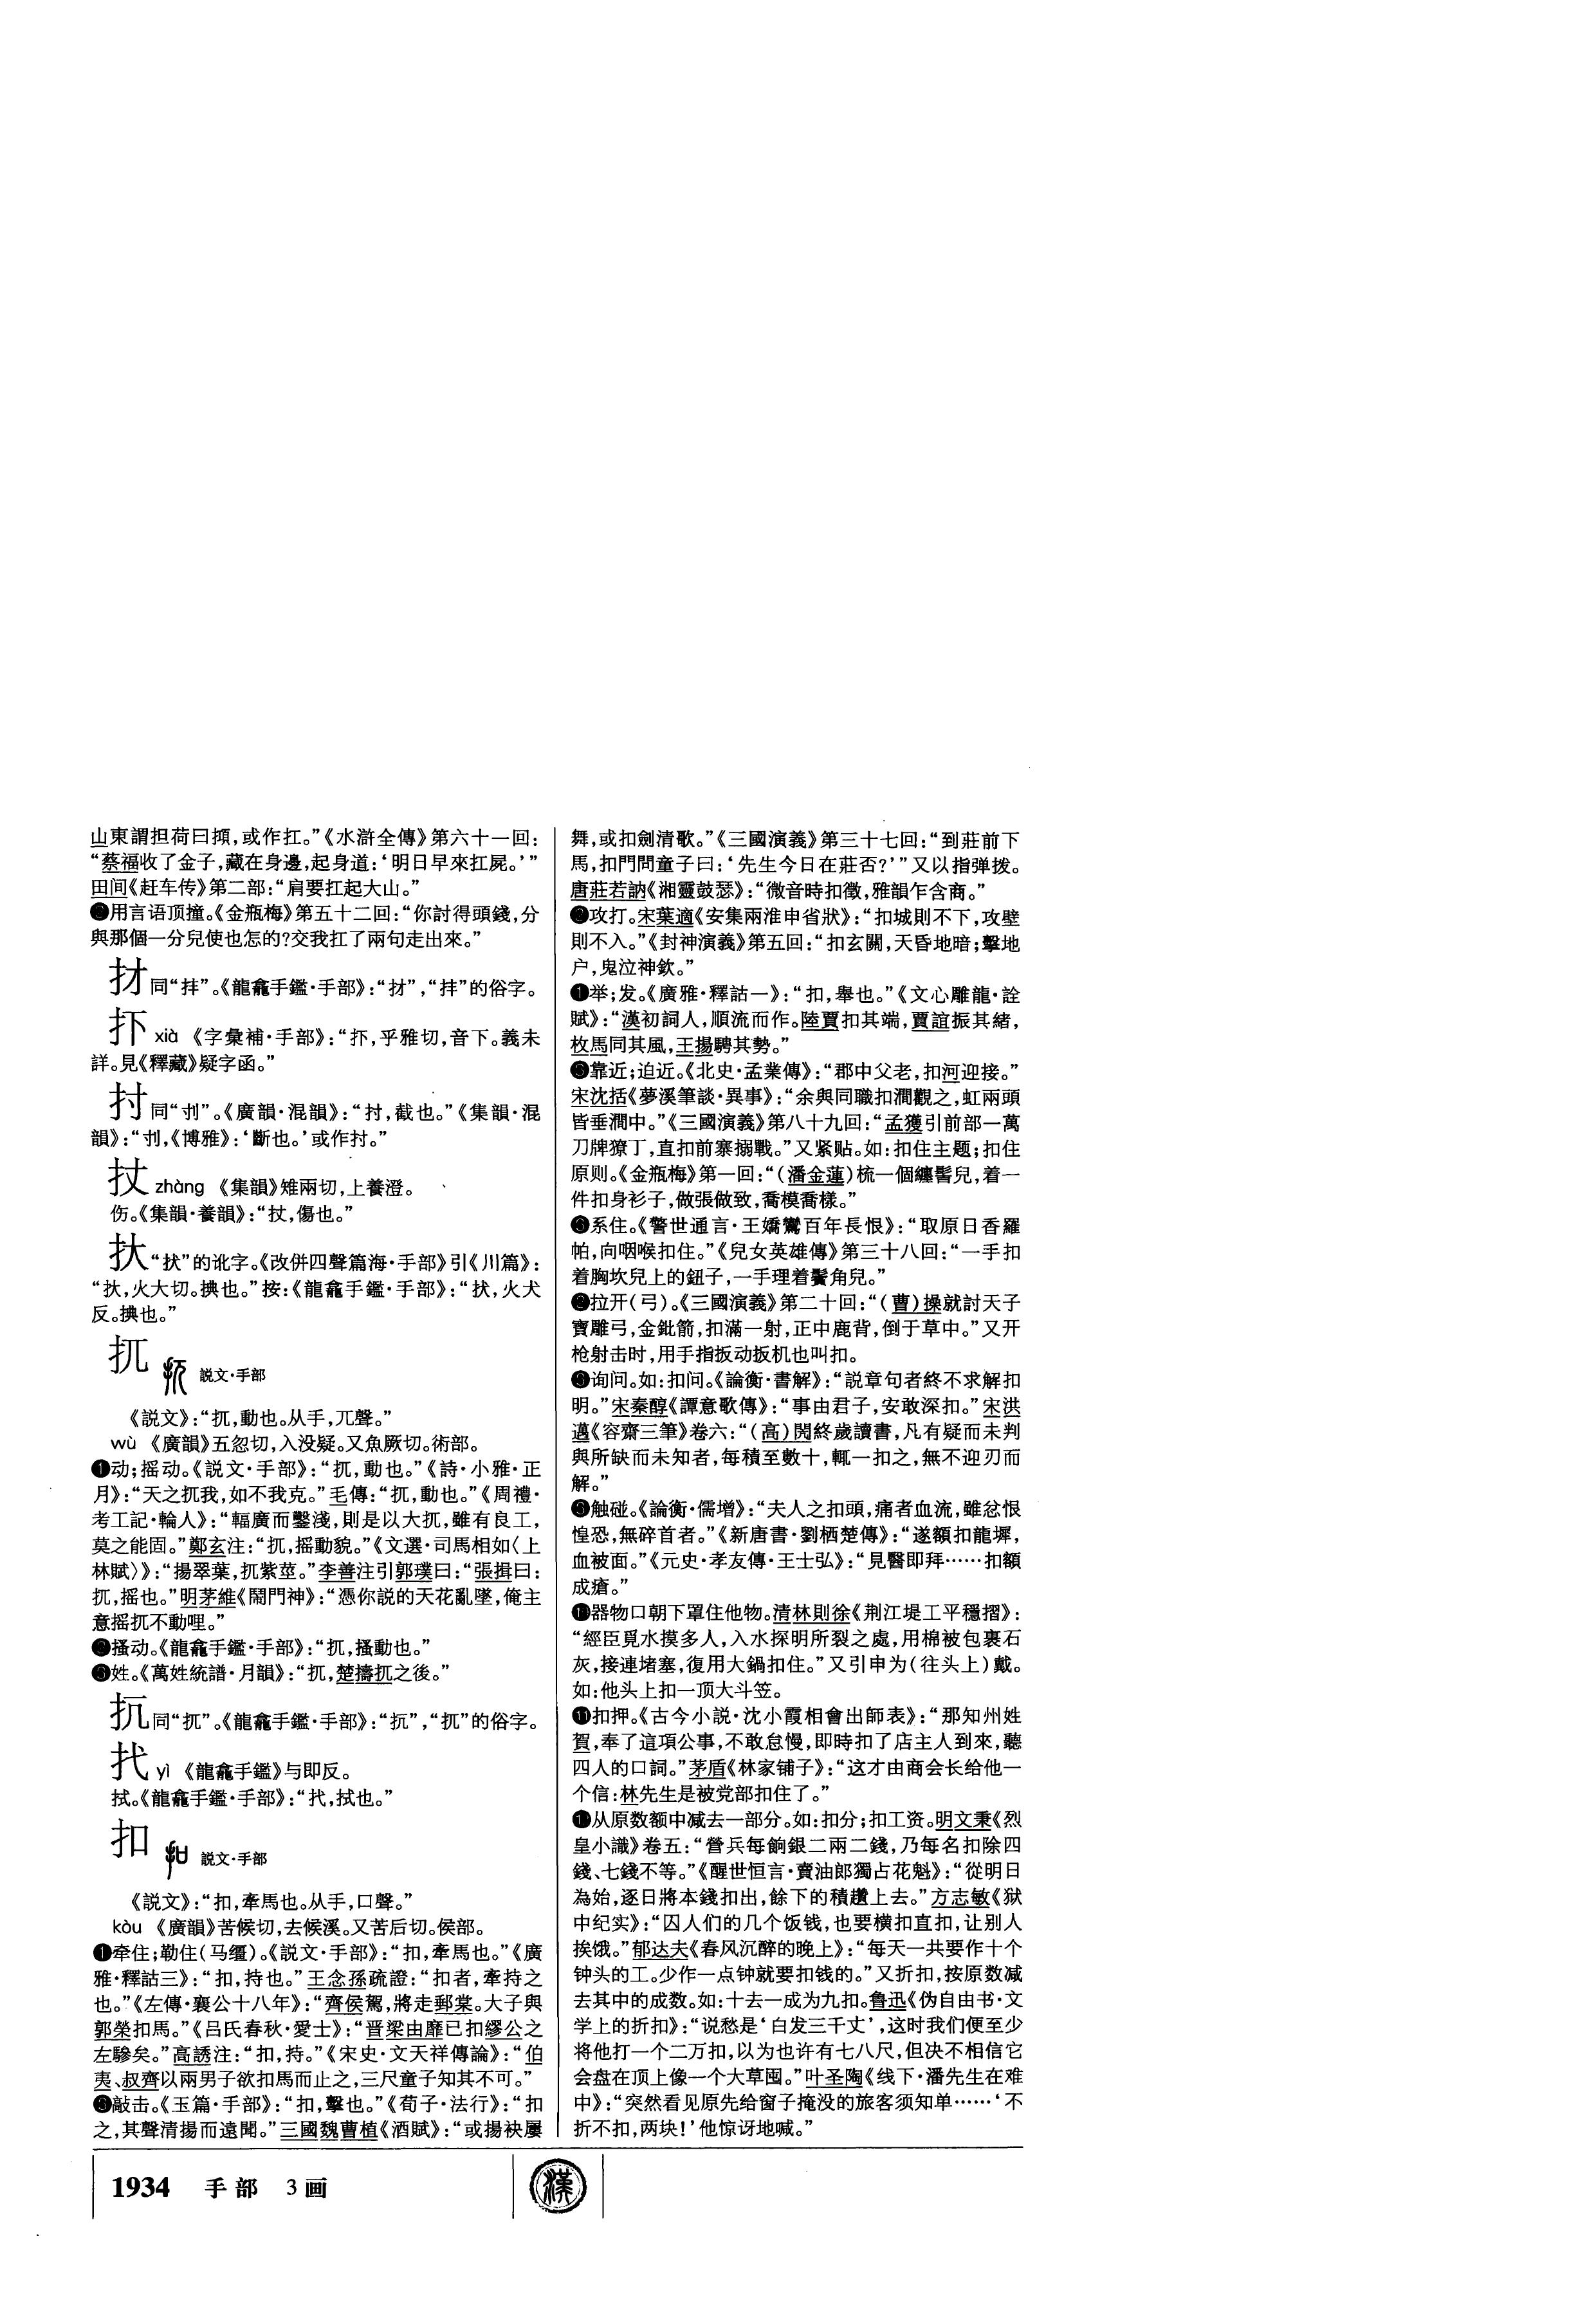 山東謂担荷曰摃，或作扛。”《水滸全傳》第六十一回：
“蔡福收了金子，藏在身邊，起身道：‘明日早來扛屍。’”
田间《赶车传》第二部：“肩要扛起大山。”
❷用言语顶撞。《金瓶梅》第五十二回：“你討得頭錢，分
與那個一分兒使也怎的？交我扛了兩句走出來。”
扗同“拝”。《龍龕手鑑·手部》：“扗”，“拝”的俗字。
抃 xià 《字彙補·手部》：“，乎雅切，音下。義未
詳。見《釋藏》疑字函。”
扚同“刌”。《廣韻·混韻》：“，截也。”《集韻·混
韻》：“刌，《博雅》：‘斷也。’或作。”
扙 zhàng 《集韻》雉兩切，上養澄。
伤。《集韻·養韻》：“扙，傷也。”
“㧋”的讹字。《改併四聲篇海·手部》引《川篇》：
“，火大切。捵也。”按：《龍龕手鑑·手部》：“，火犬
反。捵也。”
扤 説文·手部
《説文》：“扤，動也。从手，兀聲。”
wù 《廣韻》五忽切，入没疑。又魚厥切。術部。
❶动；摇动。《説文·手部》：“扤，動也。”《詩·小雅·正
月》：“天之扤我，如不我克。”毛傳：“扤，動也。”《周禮·
考工記·輪人》：“輻廣而鑿淺，則是以大扤，雖有良工，
莫之能固。”鄭玄注：“扤，摇動貌。”《文選·司馬相如〈上
林賦〉》：“揚翠葉，扤紫莖。”李善注引郭璞曰：“張揖曰：
扤，摇也。”明茅維《鬧門神》：“憑你説的天花亂墜，俺主
意摇扤不動哩。”
❷搔动。《龍龕手鑑·手部》：“扤，搔動也。”
❸姓。《萬姓統譜·月韻》：“扤，楚擣扤之後。”
同“扤”。《龍龕手鑑·手部》：“”，“扤”的俗字。
㧅 yì 《龍龕手鑑》与即反。
拭。《龍龕手鑑·手部》：“，拭也。”
扣 説文·手部
《説文》：“扣，牽馬也。从手，口聲。”
kòu 《廣韻》苦候切，去候溪。又苦后切。侯部。
❶牵住；勒住（马缰）。《説文·手部》：“扣，牽馬也。”《廣
雅·釋詁三》：“扣，持也。”王念孫疏證：“扣者，牽持之
也。”《左傳·襄公十八年》：“齊侯駕，將走郵棠。大子與
郭榮扣馬。”《吕氏春秋·愛士》：“晋梁由靡已扣繆公之
左驂矣。”高誘注：“扣，持。”《宋史·文天祥傳論》：“伯
夷、叔齊以兩男子欲扣馬而止之，三尺童子知其不可。”
敲击。《玉篇·手部》：“扣，擊也。”《荀子·法行》：“扣
之，其聲清揚而遠聞。”三國魏曹植《酒賦》：“或揚袂屢
舞，或扣劍清歌。”《三國演義》第三十七回：“到莊前下
馬，扣門問童子曰：‘先生今日在莊否？’”又以指弹拨。
唐莊若訥《湘靈鼓瑟》：“微音時扣徵，雅韻乍含商。”
❷攻打。宋葉適《安集兩淮申省狀》：“扣城則不下，攻壁
則不入。”《封神演義》第五回：“扣玄關，天昏地暗；擊地
户，鬼泣神欽。”
❶举；发。《廣雅·釋詁一》：“扣，舉也。”《文心雕龍·詮
賦》：“漢初詞人，順流而作。陸賈扣其端，賈誼振其緒，
枚馬同其風，王揚騁其勢。”
靠近；迫近。《北史·孟業傳》：“郡中父老，扣河迎接。”
宋沈括《夢溪筆談·異事》：“余與同職扣澗觀之，虹兩頭
皆垂澗中。”《三國演義》第八十九回：“孟獲引前部一萬
刀牌獠丁，直扣前寨搦戰。”又紧贴。如：扣住主题；扣住
原则。《金瓶梅》第一回：“（潘金蓮）梳一個纏髻兒，着一
件扣身衫子，做張做致，喬模喬樣。”
系住。《警世通言·王嬌鸞百年長恨》：“取原日香羅
帕，向咽喉扣住。”《兒女英雄傳》第三十八回：“一手扣
着胸坎兒上的鈕子，一手理着鬢角兒。”
❷拉开（弓）。《三國演義》第二十回：“（曹）操就討天子
寶雕弓，金鈚箭，扣滿一射，正中鹿背，倒于草中。”又开
枪射击时，用手指扳动扳机也叫扣。
询问。如：扣问。《論衡·書解》：“説章句者終不求解扣
明。”宋秦醇《譚意歌傳》：“事由君子，安敢深扣。”宋洪
邁《容齋三筆》卷六：“（高）閲終歲讀書，凡有疑而未判
與所缺而未知者，每積至數十，輒一扣之，無不迎刃而
解。”
触碰。《論衡·儒增》：“夫人之扣頭，痛者血流，雖忿恨
惶恐，無碎首者。”《新唐書·劉栖楚傳》：“遂額扣龍墀，
血被面。”《元史·孝友傳·王士弘》：“見醫即拜……扣額
成瘡。”
器物口朝下罩住他物。清林則徐《荆江堤工平穩摺》：
“經臣覓水摸多人，入水探明所裂之處，用棉被包裹石
灰，接連堵塞，復用大鍋扣住。”又引申为（往头上）戴。
如：他头上扣一顶大斗笠。
⓫扣押。《古今小説·沈小霞相會出師表》：“那知州姓
賀，奉了這項公事，不敢怠慢，即時扣了店主人到來，聽
四人的口詞。”茅盾《林家铺子》：“这才由商会长给他一
个信：林先生是被党部扣住了。”
从原数额中减去一部分。如：扣分；扣工资。明文秉《烈
皇小識》卷五：“營兵每餉銀二兩二錢，乃每名扣除四
錢、七錢不等。”《醒世恒言·賣油郎獨占花魁》：“從明日
為始，逐日將本錢扣出，餘下的積趲上去。”方志敏《狱
中纪实》：“囚人们的几个饭钱，也要横扣直扣，让别人
挨饿。”郁达夫《春风沉醉的晚上》：“每天一共要作十个
钟头的工。少作一点钟就要扣钱的。”又折扣，按原数减
去其中的成数。如：十去一成为九扣。鲁迅《伪自由书·文
学上的折扣》：“说愁是‘白发三千丈’，这时我们便至少
将他打一个二万扣，以为也许有七八尺，但决不相信它
会盘在顶上像一个大草囤。”叶圣陶《线下·潘先生在难
中》：“突然看见原先给窗子掩没的旅客须知单……‘不
折不扣，两块！’他惊讶地喊。”
1934 手部 3画 漢